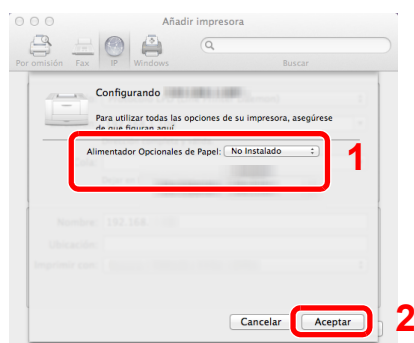 Añadir impresora
Por omisión Fax IP Windows Buscar
Configurando
Para utilizar todas las opciones de su impresora, asegúrese
de que figuran aquí.
Alimentador Opcionales de Papel: No Instalado
1
Nombre: 192.168.
Ubicación:
Cancelar Aceptar
2